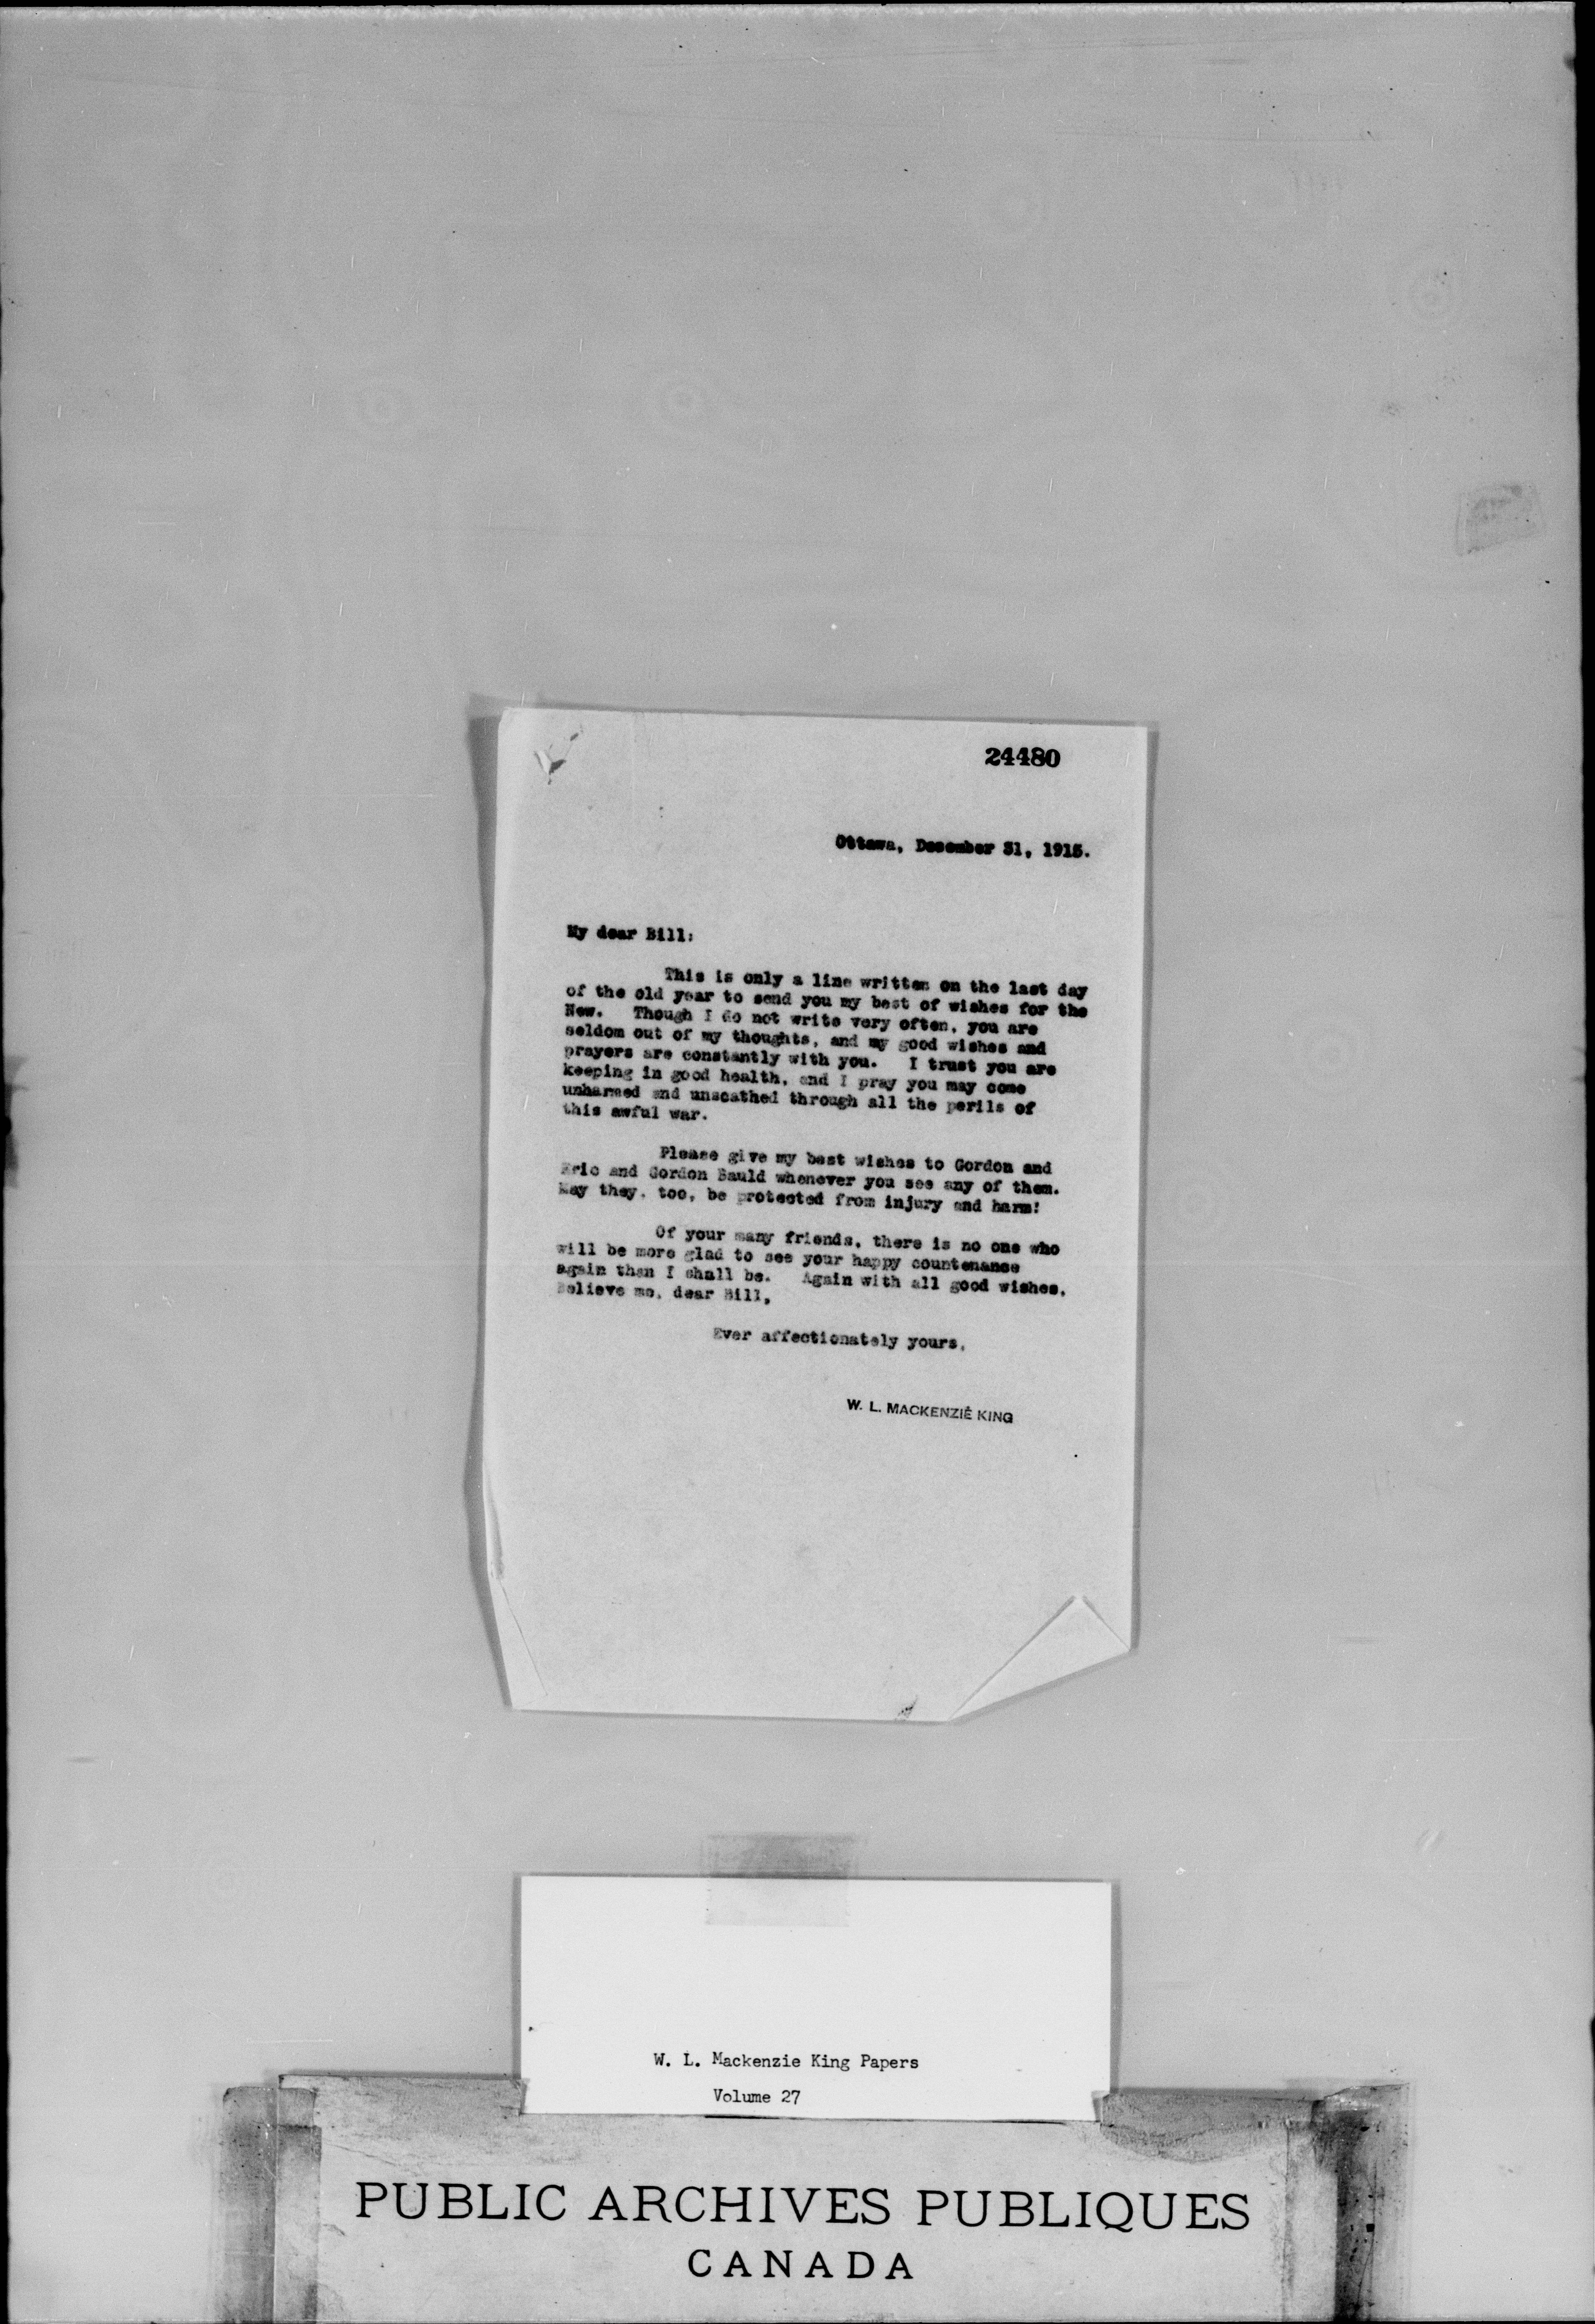 24480
Ottawa, December 31, 1915.
My dear Bill:
This is only a line written on the last day
of the old year to send you my best of wishes for the
New. Though I do not write very often, you are
seldom out of my thoughts, and my good wishes and
prayers are constantly with you. I trust you are
keeping in good health, and I pray you may come
unharmed and unscathed through all the perils of
this awful war.
Please give my best wishes to Gordon and
Eric and Gordon Bauld whenever you see any of them.
May they, too, be protected from injury and harm!
Of your many friends, there is no one who
will be more glad to see your happy countenance
again than I shall be. Again with all good wishes,
Believe me, dear Bill,
Ever affectionately yours,
W. L. MACKENZIE KING
W. L. Mackenzie King Papers
Volume 27
PUBLIC ARCHIVES PUBLIQUES
CANADA